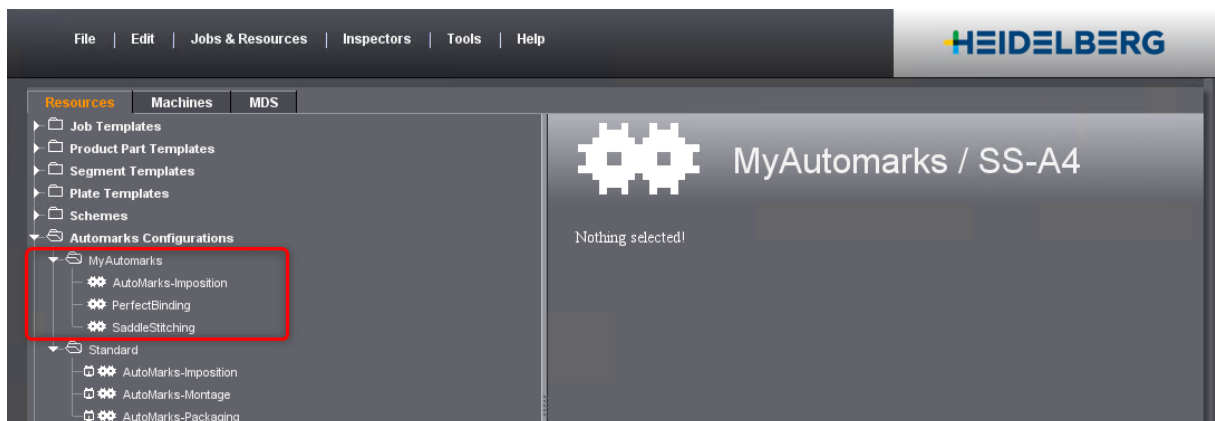 File | Edit | Jobs & Resources | Inspectors | Tools | Help
HEIDELBERG
Resources Machines MDS
Job Templates
Product Part Templates
Segment Templates
Plate Templates
Schemes
Automarks Configurations
MyAutomarks
AutoMarks-Imposition
PerfectBinding
SaddleStitching
Standard
AutoMarks-Imposition
AutoMarks-Montage
AutoMarks-Packaging
MyAutomarks / SS-A4
Nothing selected!